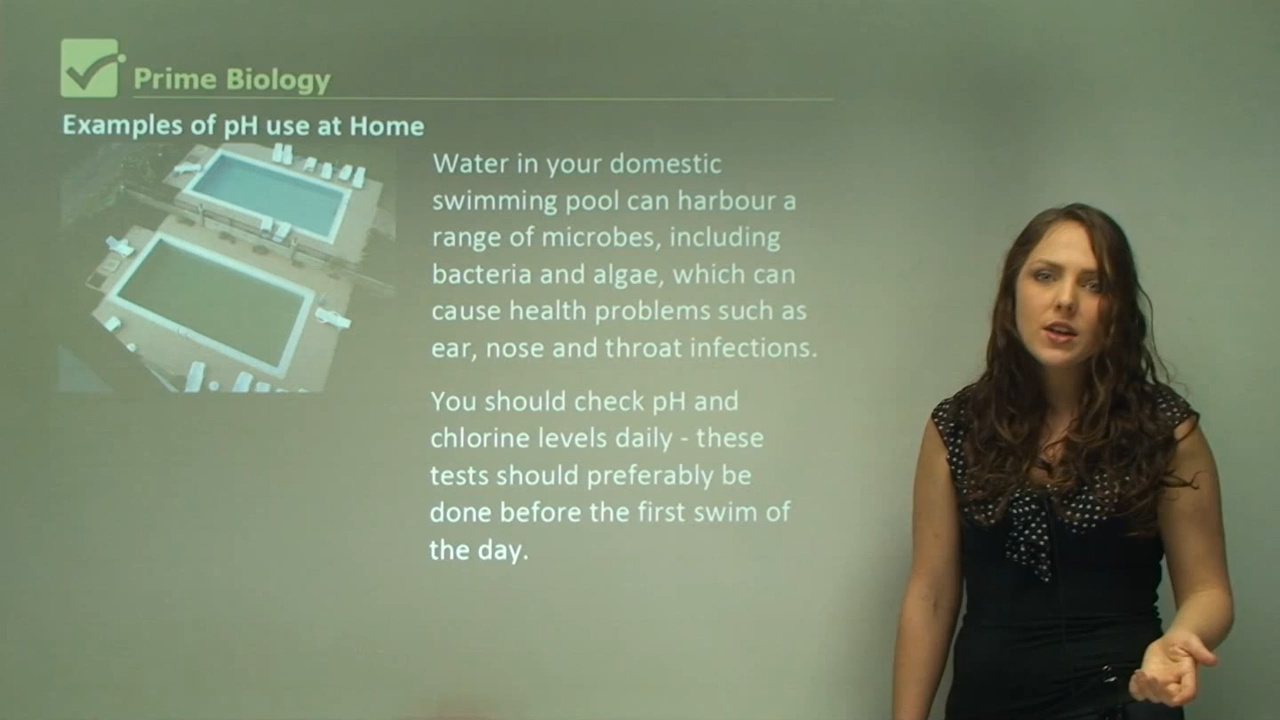 Prime Biology
Examples of pH use at Home
Water in your domestic
swimming pool can harbour a
range of microbes, including
bacteria and algae, which can
cause health problems such as
ear, nose and throat infections.
You should check pH and
chlorine levels daily - these
tests should preferably be
done before the first swim of
the day.